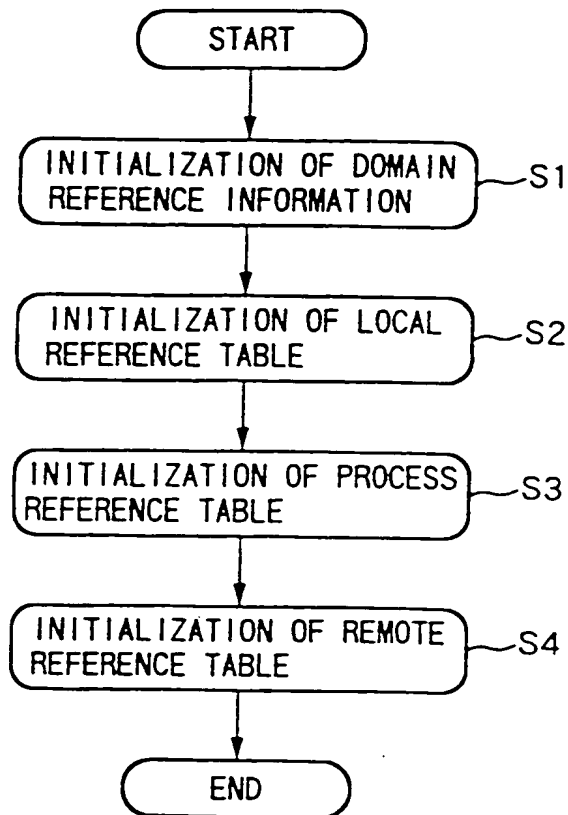 START
INITIALIZATION OF DOMAIN
REFERENCE INFORMATION
S1
INITIALIZATION OF LOCAL
REFERENCE TABLE
S2
INITIALIZATION OF PROCESS
REFERENCE TABLE
S3
INITIALIZATION OF REMOTE
REFERENCE TABLE
S4
END